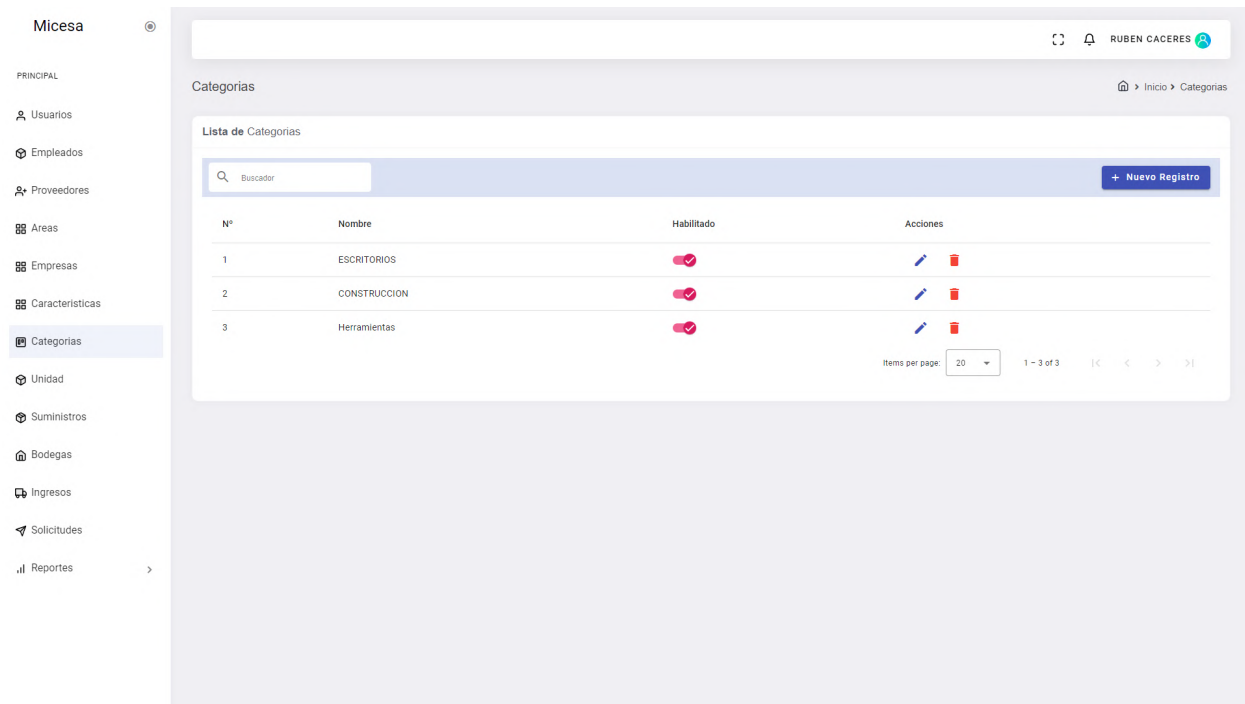 Micesa
PRINCIPAL
Usuarios
Empleados
Proveedores
Areas
Empresas
Caracteristicas
Categorias
Unidad
Suministros
Bodegas
Ingresos
Solicitudes
Reportes
RUBEN CACERES
Categorias
Inicio Categorias
Lista de Categorias
Buscador
+ Nuevo Registro
N° Nombre Habilitado Acciones
1 ESCRITORIOS
2 CONSTRUCCION
3 Herramientas
Items per page: 20 1 – 3 of 3